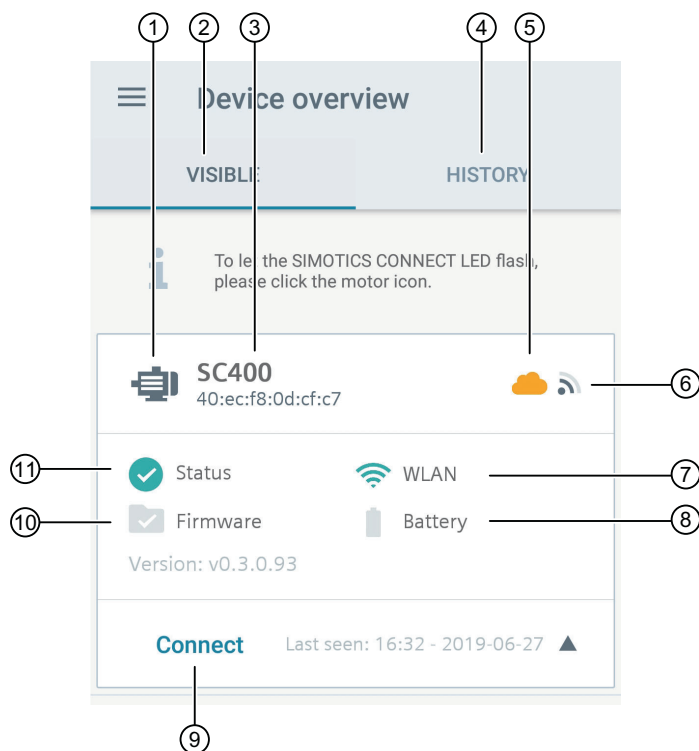 1 2 3 4 5
Device overview
VISIBLE HISTORY
To let the SIMOTICS CONNECT LED flash,
please click the motor icon.
SC400
40:ec:f8:0d:cf:c7
6
11 Status WLAN 7
10 Firmware Battery 8
Version: v0.3.0.93
Connect Last seen: 16:32 - 2019-06-27
9